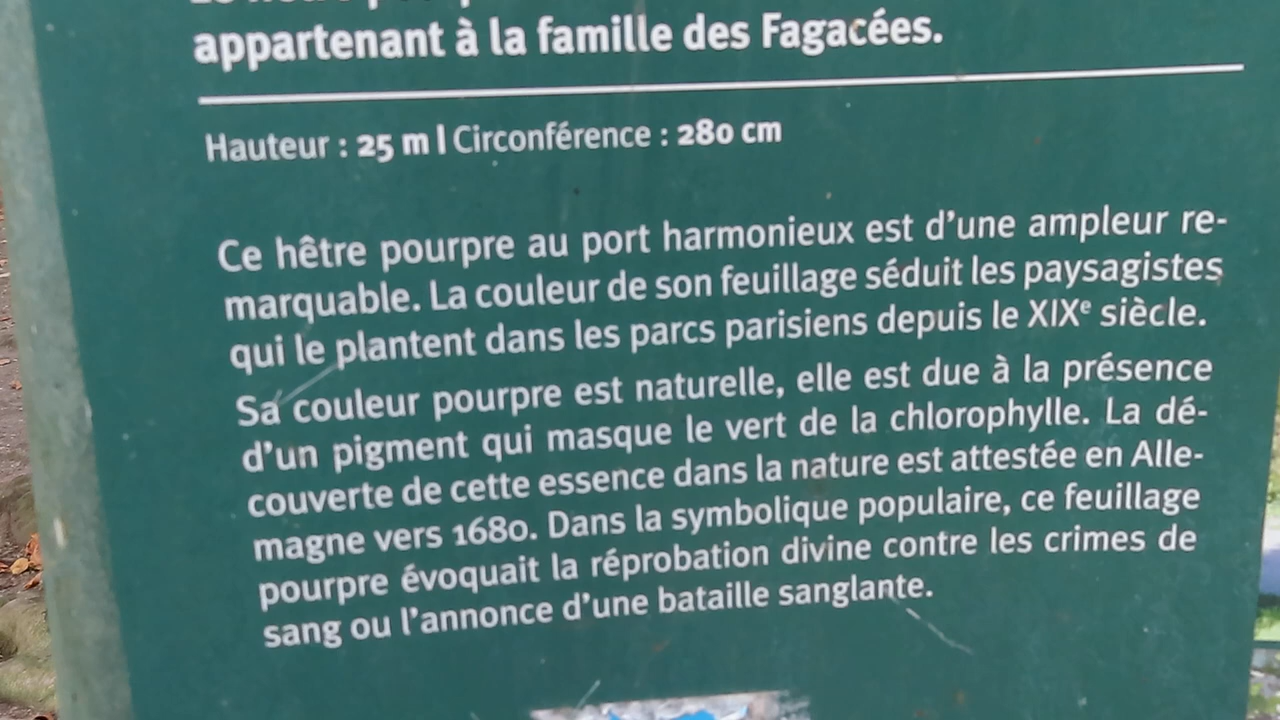 appartenant à la famille des Fagacées.
Hauteur : 25 m | Circonférence : 280 cm
Ce hêtre pourpre au port harmonieux est d'une ampleur re-
marquable. La couleur de son feuillage séduit les paysagistes
qui le plantent dans les parcs parisiens depuis le XIXe siècle.
Sa couleur pourpre est naturelle, elle est due à la présence
d'un pigment qui masque le vert de la chlorophylle. La dé-
couverte de cette essence dans la nature est attestée en Alle-
magne vers 1680. Dans la symbolique populaire, ce feuillage
pourpre évoquait la réprobation divine contre les crimes de
sang ou l'annonce d'une bataille sanglante.